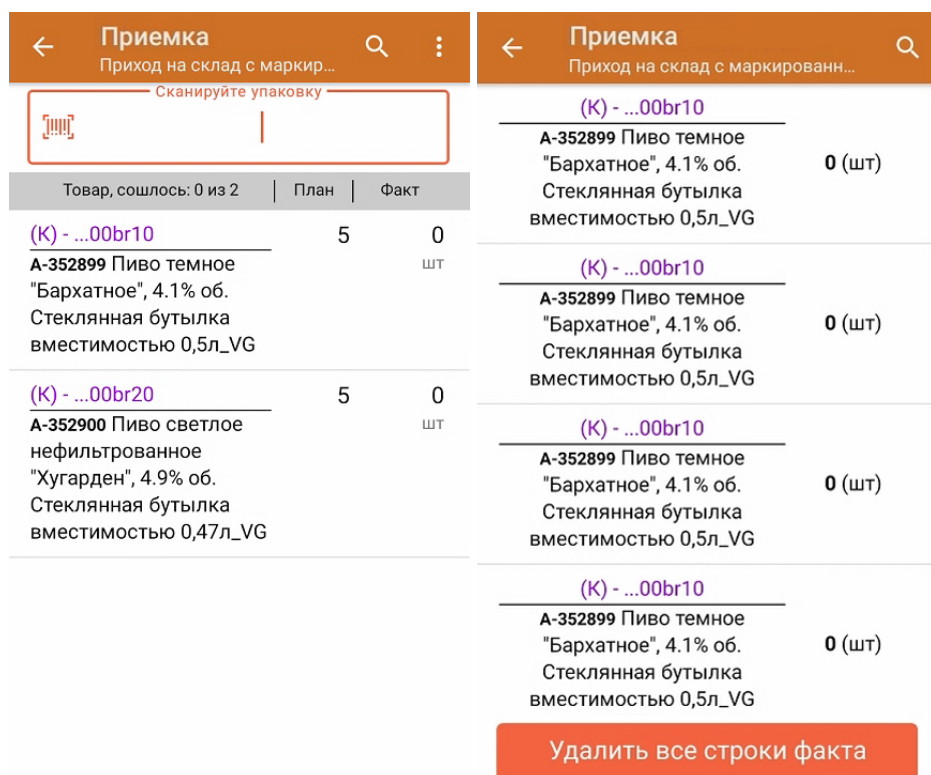 Приемка
Приход на склад с маркир...
Сканируйте упаковку
Товар, сошлось: 0 из 2 | План | Факт
(К) - ...00br10 5 0
А-352899 Пиво темное шт
"Бархатное", 4.1% об.
Стеклянная бутылка
вместимостью 0,5л_VG
(К) - ...00br20 5 0
А-352900 Пиво светлое шт
нефильтрованное
"Хугарден", 4.9% об.
Стеклянная бутылка
вместимостью 0,47л_VG
Приемка
Приход на склад с маркированн...
(К) - ...00br10
А-352899 Пиво темное
"Бархатное", 4.1% об. 0 (шт)
Стеклянная бутылка
вместимостью 0,5л_VG
(К) - ...00br10
А-352899 Пиво темное
"Бархатное", 4.1% об. 0 (шт)
Стеклянная бутылка
вместимостью 0,5л_VG
(К) - ...00br10
А-352899 Пиво темное
"Бархатное", 4.1% об. 0 (шт)
Стеклянная бутылка
вместимостью 0,5л_VG
(К) - ...00br10
А-352899 Пиво темное
"Бархатное", 4.1% об. 0 (шт)
Стеклянная бутылка
вместимостью 0,5л_VG
Удалить все строки факта